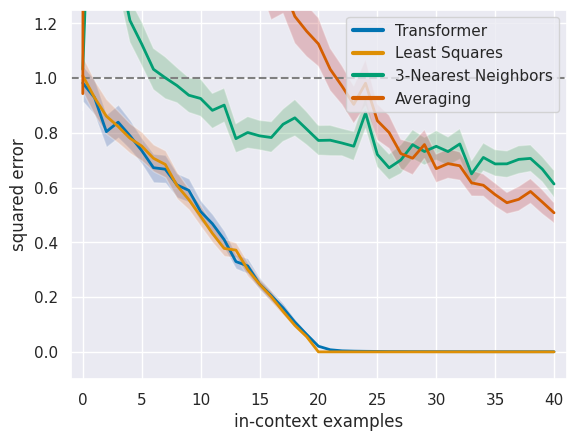 Transformer
Least Squares
3-Nearest Neighbors
Averaging
squared error
1.2
1.0
0.8
0.6
0.4
0.2
0.0
0 5 10 15 20 25 30 35 40
in-context examples